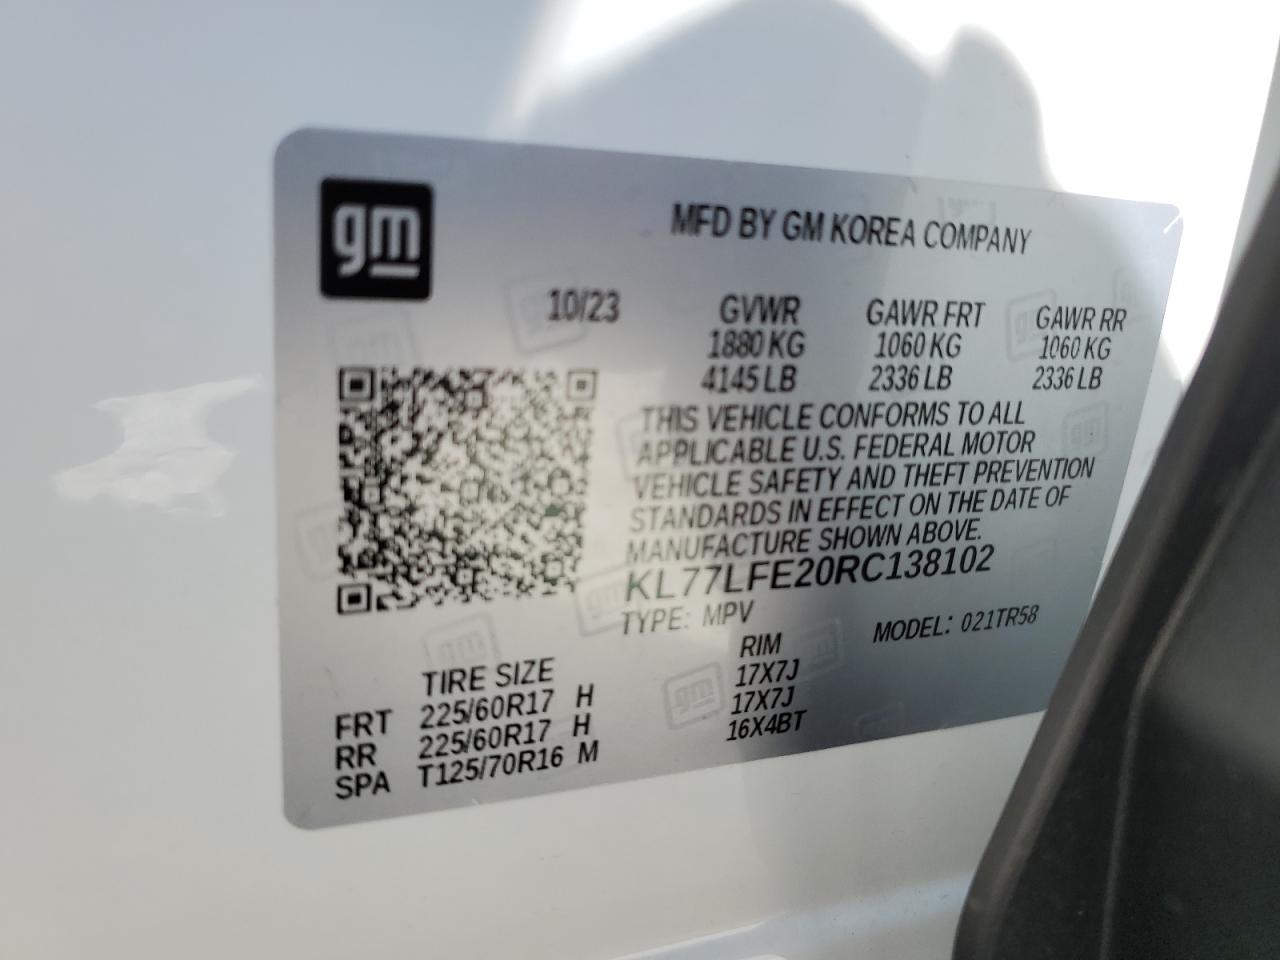 gm
MFD BY GM KOREA COMPANY
10/23 GVWR GAWR FRT GAWR RR
1880 KG 1060 KG 1060 KG
4145 LB 2336 LB 2336 LB
THIS VEHICLE CONFORMS TO ALL
APPLICABLE U.S. FEDERAL MOTOR
VEHICLE SAFETY AND THEFT PREVENTION
STANDARDS IN EFFECT ON THE DATE OF
MANUFACTURE SHOWN ABOVE.
KL77LFE20RC138102
TYPE: MPV MODEL: 021TR58
TIRE SIZE RIM
FRT 225/60R17 H 17X7J
RR 225/60R17 H 17X7J
SPA T125/70R16 M 16X4BT